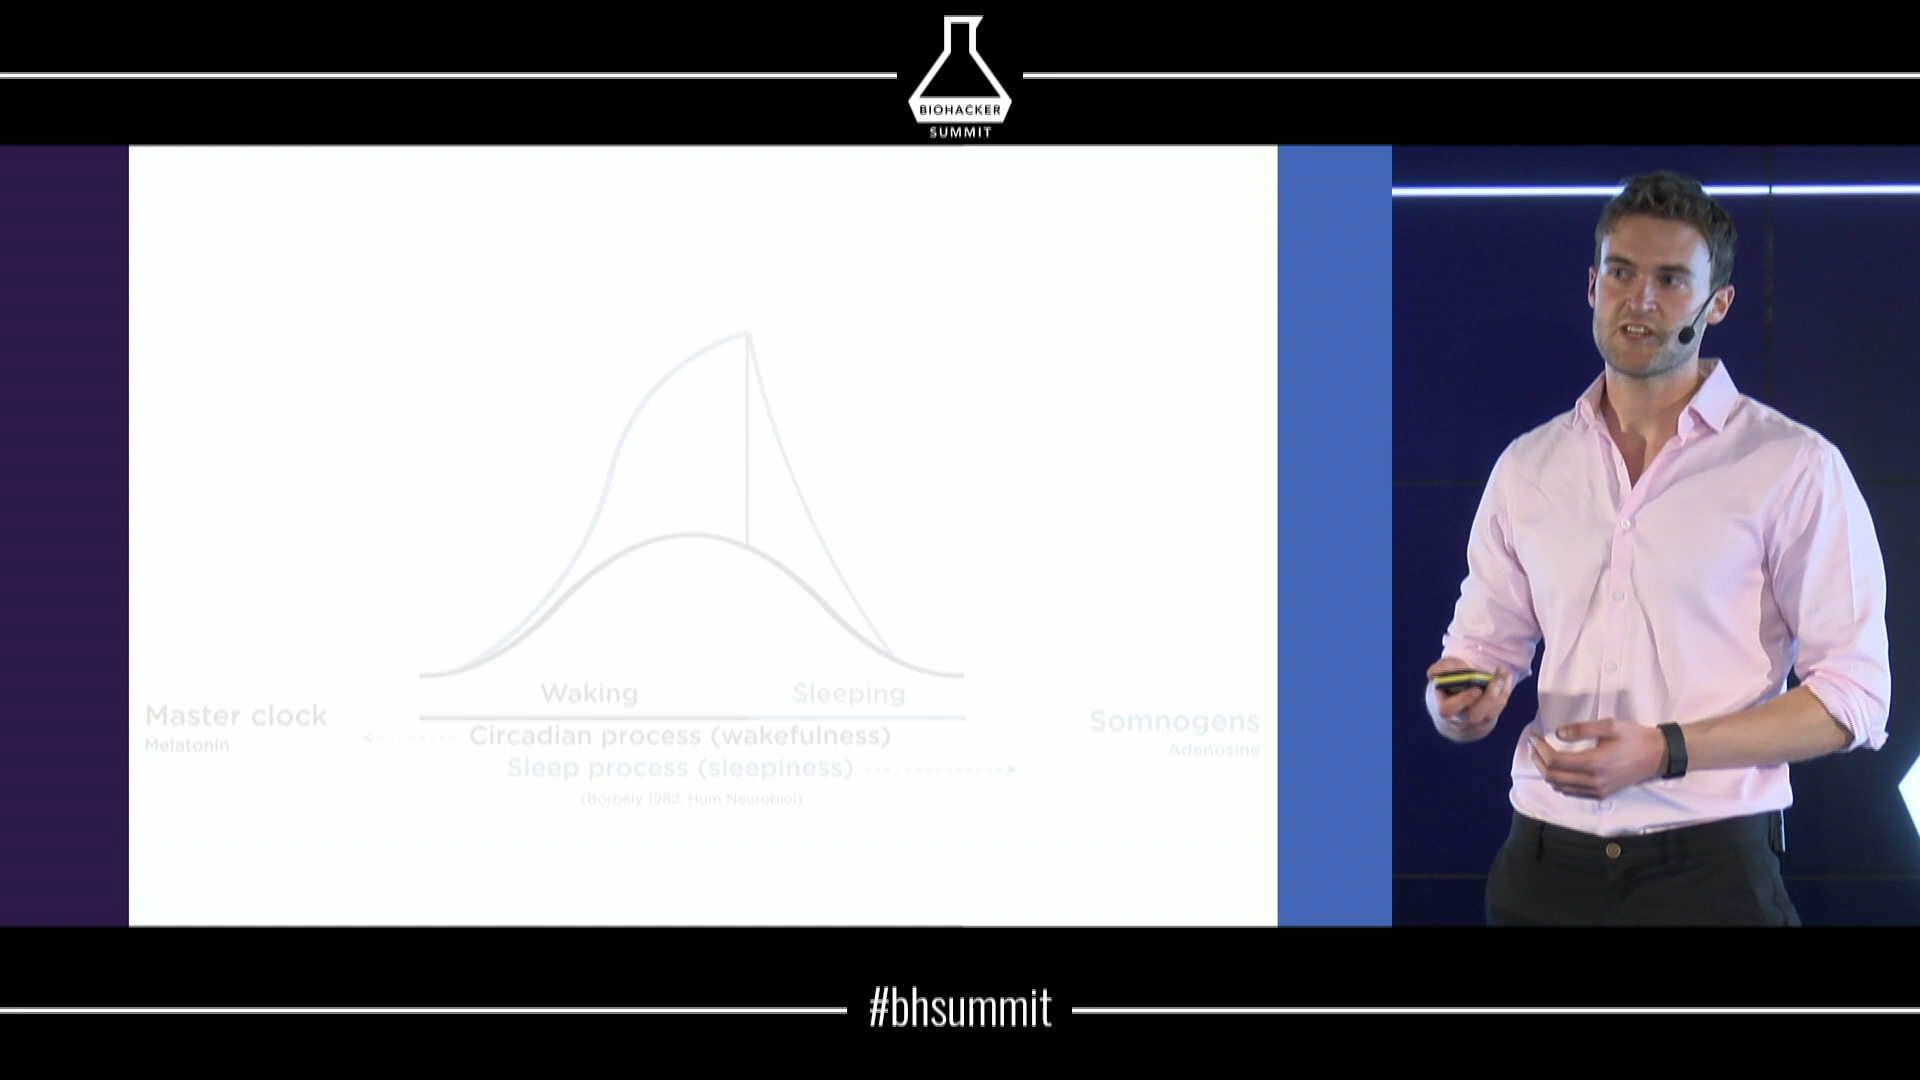 BIOHACKER
SUMMIT
Waking
Sleeping
Master clock
Melatonin
Circadian process (wakefulness)
Sleep process (sleepiness)
(Borbély 1982, Hum Neurobiol)
Somnogens
Adenosine
#bhsummit